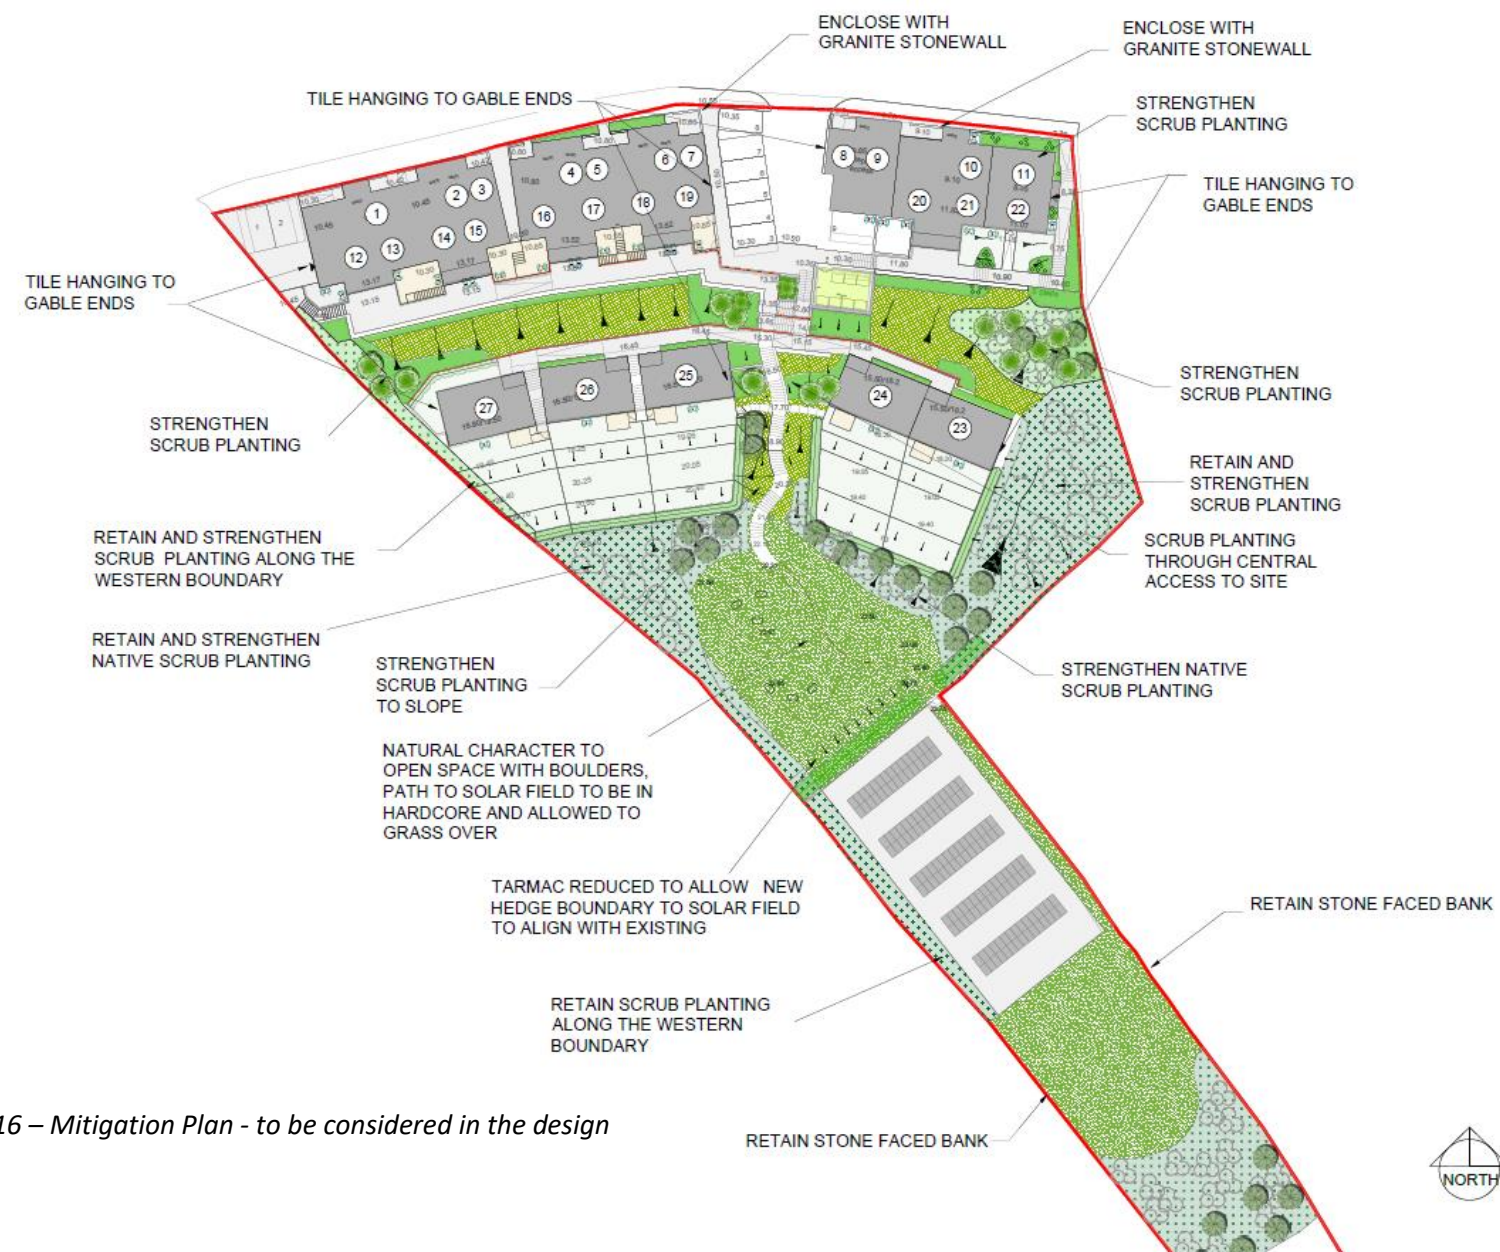 ENCLOSE WITH
GRANITE STONEWALL
ENCLOSE WITH
GRANITE STONEWALL
TILE HANGING TO GABLE ENDS
STRENGTHEN
SCRUB PLANTING
TILE HANGING TO
GABLE ENDS
TILE HANGING TO
GABLE ENDS
1
2
3
4
5
6
7
8
9
10
11
12
13
14
15
16
17
18
19
20
21
22
23
24
25
26
27
STRENGTHEN
SCRUB PLANTING
STRENGTHEN
SCRUB PLANTING
RETAIN AND
STRENGTHEN
SCRUB PLANTING
RETAIN AND STRENGTHEN
SCRUB PLANTING ALONG THE
WESTERN BOUNDARY
SCRUB PLANTING
THROUGH CENTRAL
ACCESS TO SITE
RETAIN AND STRENGTHEN
NATIVE SCRUB PLANTING
STRENGTHEN
SCRUB PLANTING
TO SLOPE
STRENGTHEN NATIVE
SCRUB PLANTING
NATURAL CHARACTER TO
OPEN SPACE WITH BOULDERS,
PATH TO SOLAR FIELD TO BE IN
HARDCORE AND ALLOWED TO
GRASS OVER
TARMAC REDUCED TO ALLOW NEW
HEDGE BOUNDARY TO SOLAR FIELD
TO ALIGN WITH EXISTING
RETAIN STONE FACED BANK
RETAIN SCRUB PLANTING
ALONG THE WESTERN
BOUNDARY
16 – Mitigation Plan - to be considered in the design
RETAIN STONE FACED BANK
NORTH